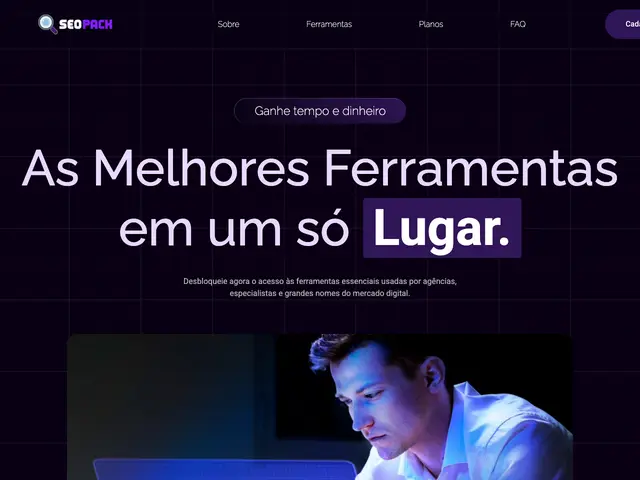 SEOPACK
Sobre
Ferramentas
Planos
FAQ
Ganhe tempo e dinheiro
As Melhores Ferramentas
em um só Lugar.
Desbloqueie agora o acesso às ferramentas essenciais usadas por agências,
especialistas e grandes nomes do mercado digital.